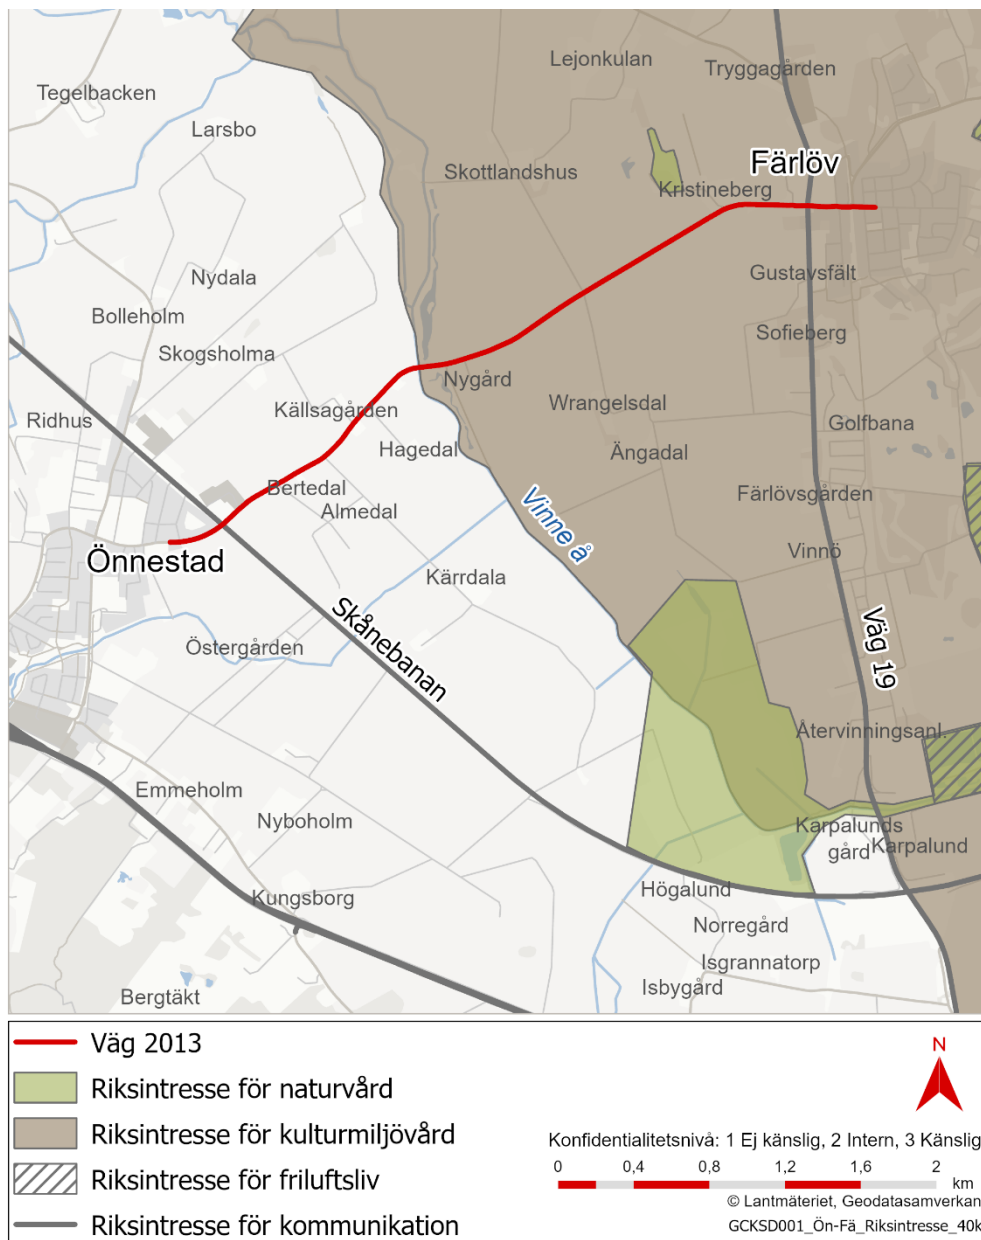 Lejonkulan
Tryggagården
Tegelbacken
Larsbo
Färlöv
Skottlandshus
Kristineberg
Nydala
Gustavsfält
Bolleholm
Sofieberg
Skogsholma
Nygård
Wrangelsdal
Källsagården
Ridhus
Golfbana
Hagedal
Ängadal
Bertedal
Färlövsgården
Almedal
Vinne å
Vinnö
Önnestad
Kärrdala
Skånebanan
Östergården
Väg 19
Återvinningsanl.
Emmeholm
Nyboholm
Karpalunds
gård
Karpalund
Kungsborg
Högalund
Norregård
Isgrannatorp
Isbygård
Bergtäkt
Väg 2013
Riksintresse för naturvård
Riksintresse för kulturmiljövård
Riksintresse för friluftsliv
Riksintresse för kommunikation
N
Konfidentialitetsnivå: 1 Ej känslig, 2 Intern, 3 Känslig
0 0,4 0,8 1,2 1,6 2
km
© Lantmäteriet, Geodatasamverkan
GCKSD001_Ön-Fä_Riksintresse_40k